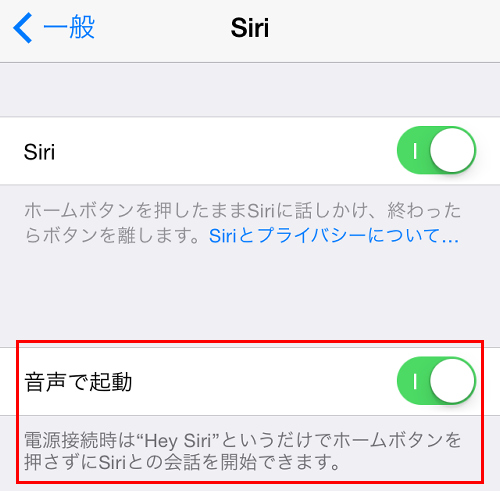 一般
Siri
Siri
ホームボタンを押したままSiriに話しかけ、終わった
らボタンを離します。Siriとプライバシーについて...
音声で起動
電源接続時は“Hey Siri”というだけでホームボタンを
押さずにSiriとの会話を開始できます。